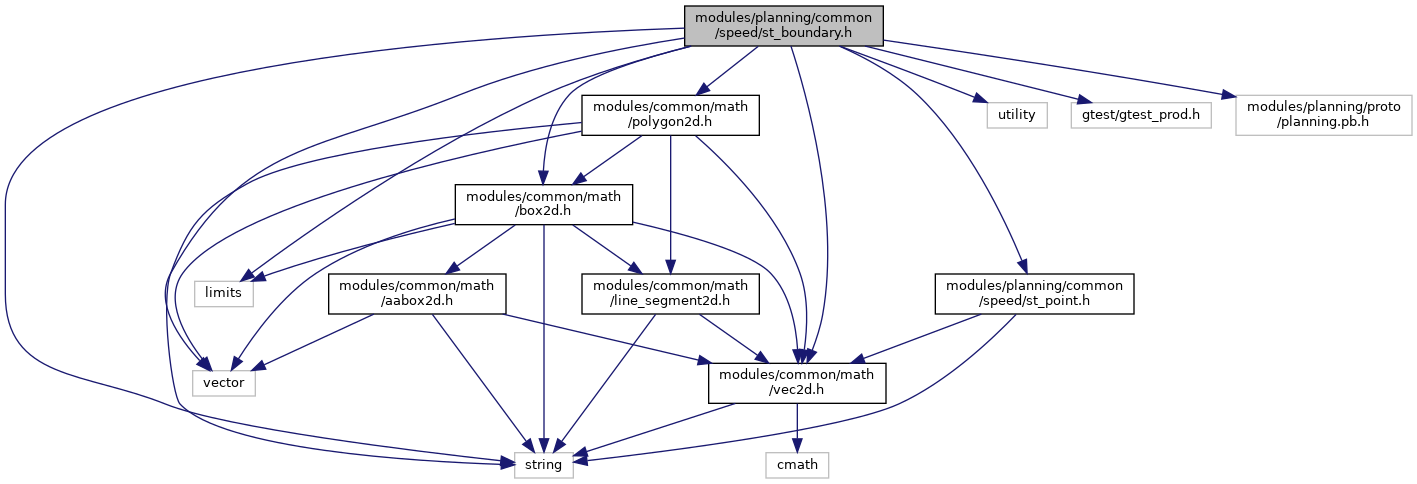 modules/planning/common
/speed/st_boundary.h
modules/common/math
/polygon2d.h
utility
gtest/gtest_prod.h
modules/planning/proto
/planning.pb.h
modules/common/math
/box2d.h
limits
modules/common/math
/aabox2d.h
modules/common/math
/line_segment2d.h
modules/planning/common
/speed/st_point.h
vector
modules/common/math
/vec2d.h
string
cmath